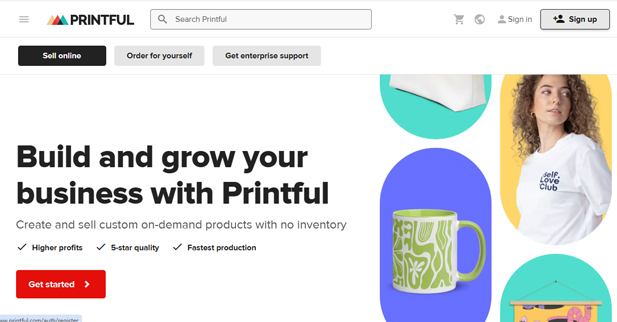 PRINTFUL
Search Printful
Sign in
Sign up
Sell online
Order for yourself
Get enterprise support
Build and grow your
business with Printful
Create and sell custom on-demand products with no inventory
Higher profits
5-star quality
Fastest production
Get started
Self.
Love
Club
ww.printful.com/auth/register